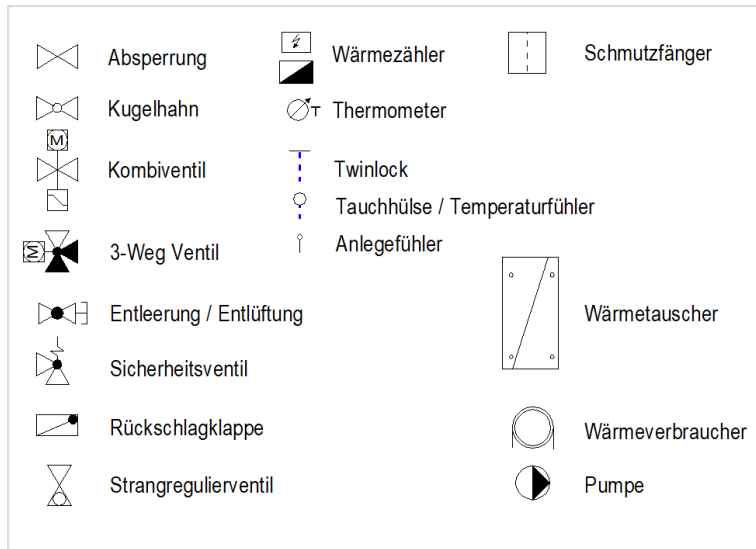 Absperrung
Kugelhahn
M
Kombiventil
M
3-Weg Ventil
Entleerung / Entlüftung
Sicherheitsventil
Rückschlagklappe
Strangregulierventil
Wärmezähler
T
Thermometer
Twinlock
Tauchhülse / Temperaturfühler
Anlegefühler
Schmutzfänger
Wärmetauscher
Wärmeverbraucher
Pumpe